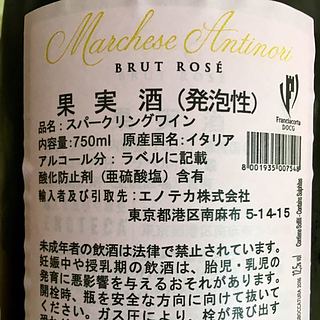 Marchese Antinori
BRUT ROSÉ
果実酒（発泡性）
品名：スパークリングワイン
内容量:750ml 原産国名:イタリア
アルコール分：ラベルに記載
酸化防止剤（亜硫酸塩）含有
輸入者及び引取先：エノテカ株式会社
東京都港区南麻布 5-14-15
未成年者の飲酒は法律で禁止されています。
妊娠中や授乳期の飲酒は、胎児・乳児の
発育に悪影響を与えるおそれがあります。
開栓時、瓶を安全な方向に向けて抜いて
ください。ガス圧により、栓が飛び出す
Franciacorta
DOCG
8 001935 007548
Contiene Solfiti - Contains Sulphites
12,5% vol